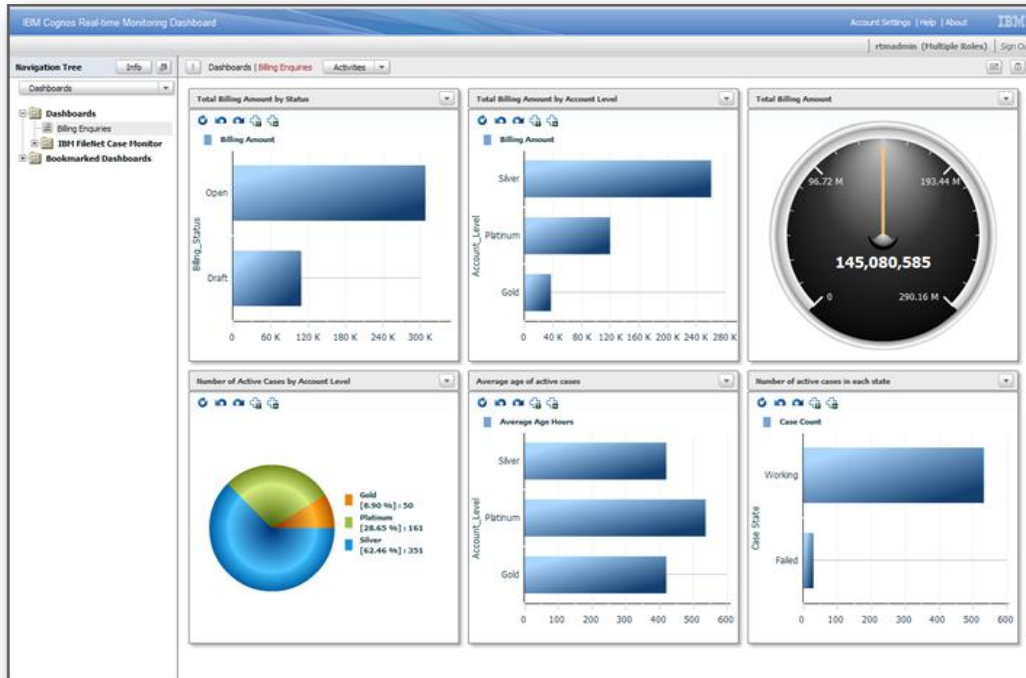 IBM Cognos Real-time Monitoring Dashboard
Account Settings | Help | About
IBM
rtmadmin (Multiple Roles)
Sign Ou
Navigation Tree
Info
Dashboards | Billing Enquiries
Activities
Dashboards
Dashboards
Billing Enquiries
IBM FileNet Case Monitor
Bookmarked Dashboards
Total Billing Amount by Status
Billing Amount
Billing_Status
Open
Draft
0 60 K 120 K 180 K 240 K 300 K
Total Billing Amount by Account Level
Billing Amount
Account_Level
Silver
Platinum
Gold
0 40 K 80 K 120 K 160 K 200 K 240 K 280 K
Total Billing Amount
96.72 M
193.44 M
145,080,585
0
290.16 M
Number of Active Cases by Account Level
Gold
[8.90 %] : 50
Platinum
[28.65 %] : 161
Silver
[62.46 %] : 351
Average age of active cases
Average Age Hours
Account_Level
Silver
Platinum
Gold
0 100 200 300 400 500 600
Number of active cases in each state
Case Count
Case State
Working
Failed
0 100 200 300 400 500 600